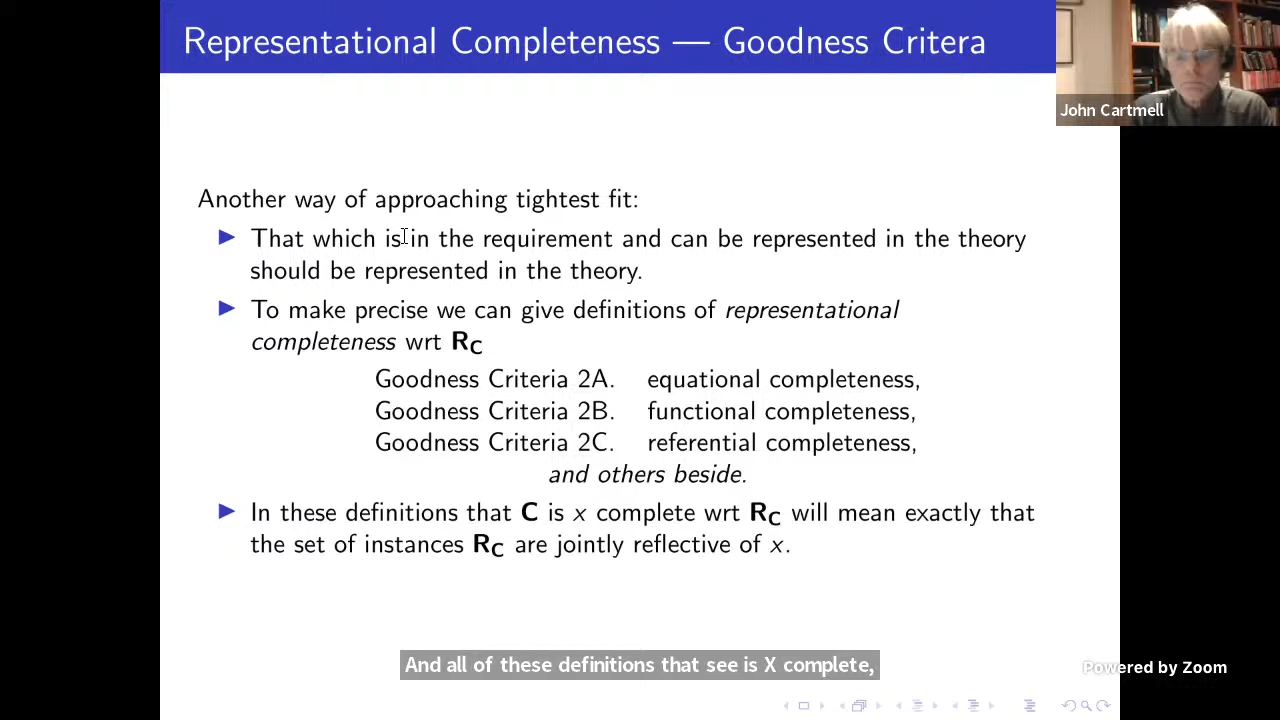 Representational Completeness — Goodness Critera
John Cartmell
Another way of approaching tightest fit:
That which is in the requirement and can be represented in the theory
should be represented in the theory.
To make precise we can give definitions of representational
completeness wrt R_C
Goodness Criteria 2A. equational completeness,
Goodness Criteria 2B. functional completeness,
Goodness Criteria 2C. referential completeness,
and others beside.
In these definitions that C is x complete wrt R_C will mean exactly that
the set of instances R_C are jointly reflective of x.
And all of these definitions that see is X complete,
Powered by Zoom